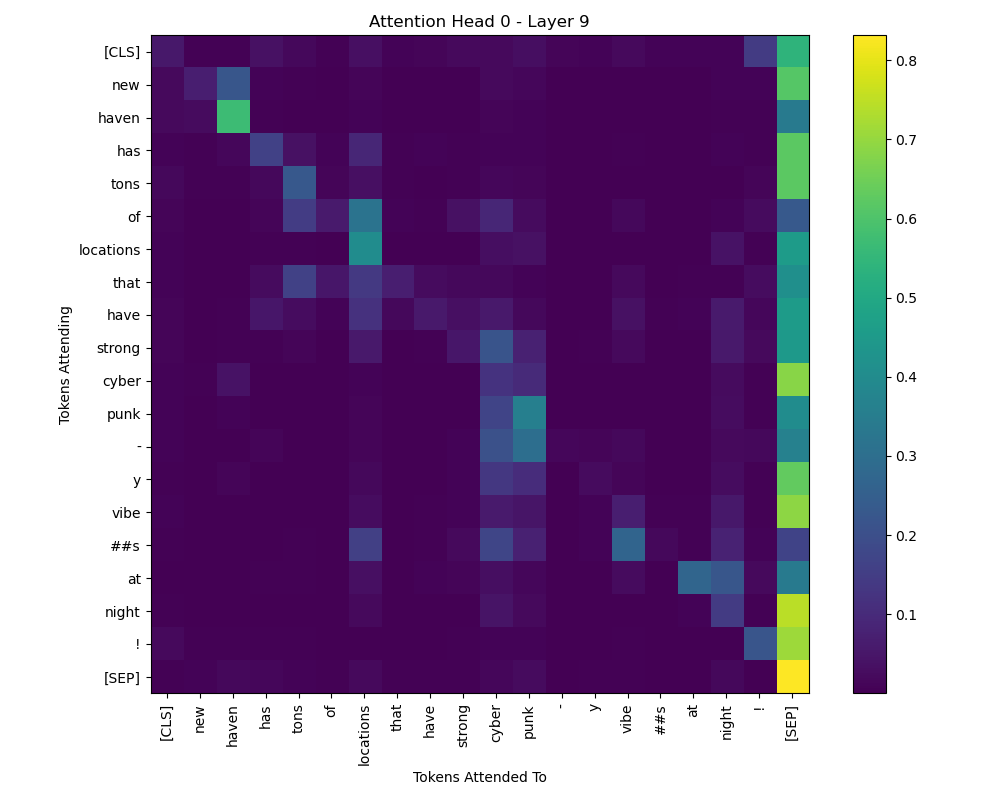 Attention Head 0 - Layer 9
Tokens Attending
[CLS]
new
haven
has
tons
of
locations
that
have
strong
cyber
punk
-
y
vibe
##s
at
night
!
[SEP]
[CLS]
new
haven
has
tons
of
locations
that
have
strong
cyber
punk
-
y
vibe
##s
at
night
!
[SEP]
Tokens Attended To
0.8
0.7
0.6
0.5
0.4
0.3
0.2
0.1